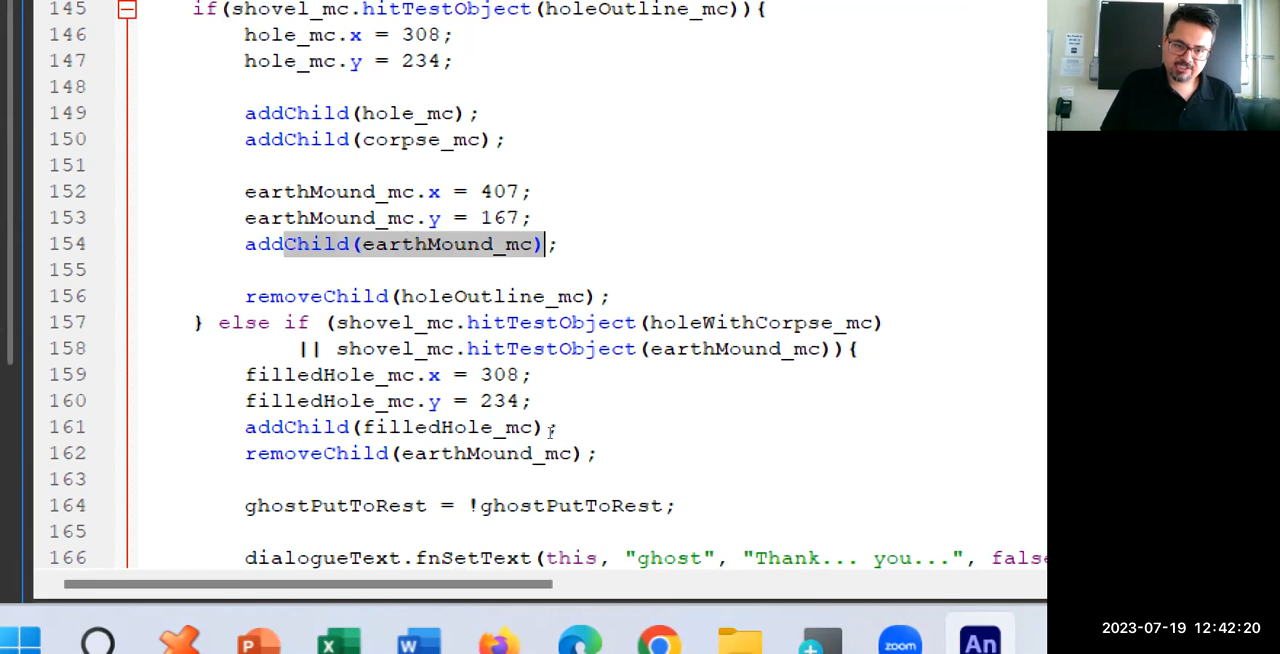 145 if(shovel_mc.hitTestObject(holeOutline_mc)){
146 hole_mc.x = 308;
147 hole_mc.y = 234;
148
149 addChild(hole_mc);
150 addChild(corpse_mc);
151
152 earthMound_mc.x = 407;
153 earthMound_mc.y = 167;
154 addChild(earthMound_mc);
155
156 removeChild(holeOutline_mc);
157 } else if (shovel_mc.hitTestObject(holeWithCorpse_mc)
158 || shovel_mc.hitTestObject(earthMound_mc)){
159 filledHole_mc.x = 308;
160 filledHole_mc.y = 234;
161 addChild(filledHole_mc);
162 removeChild(earthMound_mc);
163
164 ghostPutToRest = !ghostPutToRest;
165
166 dialogueText.fnSetText(this, "ghost", "Thank... you...", false
P X W zoom An
2023-07-19 12:42:20